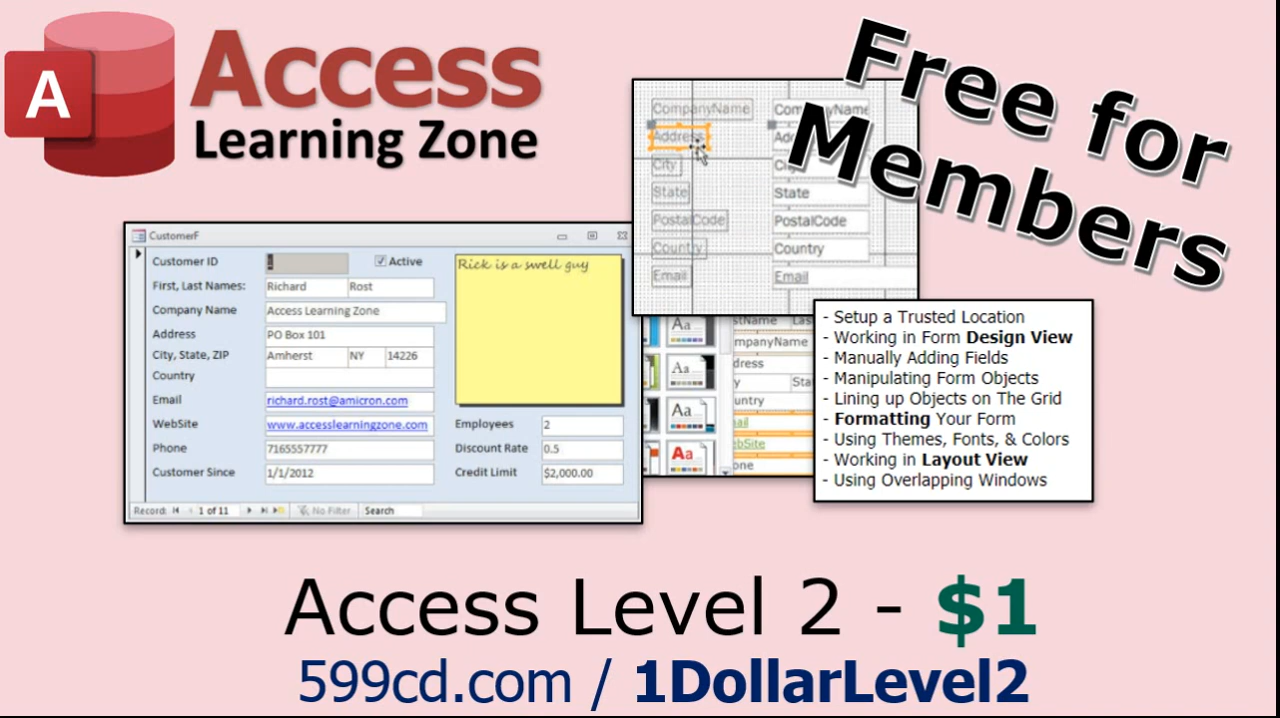 A
Access
Learning Zone
Free for
Members
CompanyName CompanyName
Address
City
State State
PostalCode PostalCode
Country Country
Email Email
CustomerF
Customer ID
Active
Rick is a swell guy
First, Last Names: Richard Rost
Company Name Access Learning Zone
Address PO Box 101
City, State, ZIP Amherst NY 14226
Country
Email richard.rost@amicron.com
WebSite www.accesslearningzone.com
Employees 2
Phone 7165557777
Discount Rate 0.5
Customer Since 1/1/2012
Credit Limit $2,000.00
Record: 1 of 11 No Filter Search
Aa
Aa
Aa
Aa
- Setup a Trusted Location
- Working in Form Design View
- Manually Adding Fields
- Manipulating Form Objects
- Lining up Objects on The Grid
- Formatting Your Form
- Using Themes, Fonts, & Colors
- Working in Layout View
- Using Overlapping Windows
Access Level 2 - $1
599cd.com / 1DollarLevel2